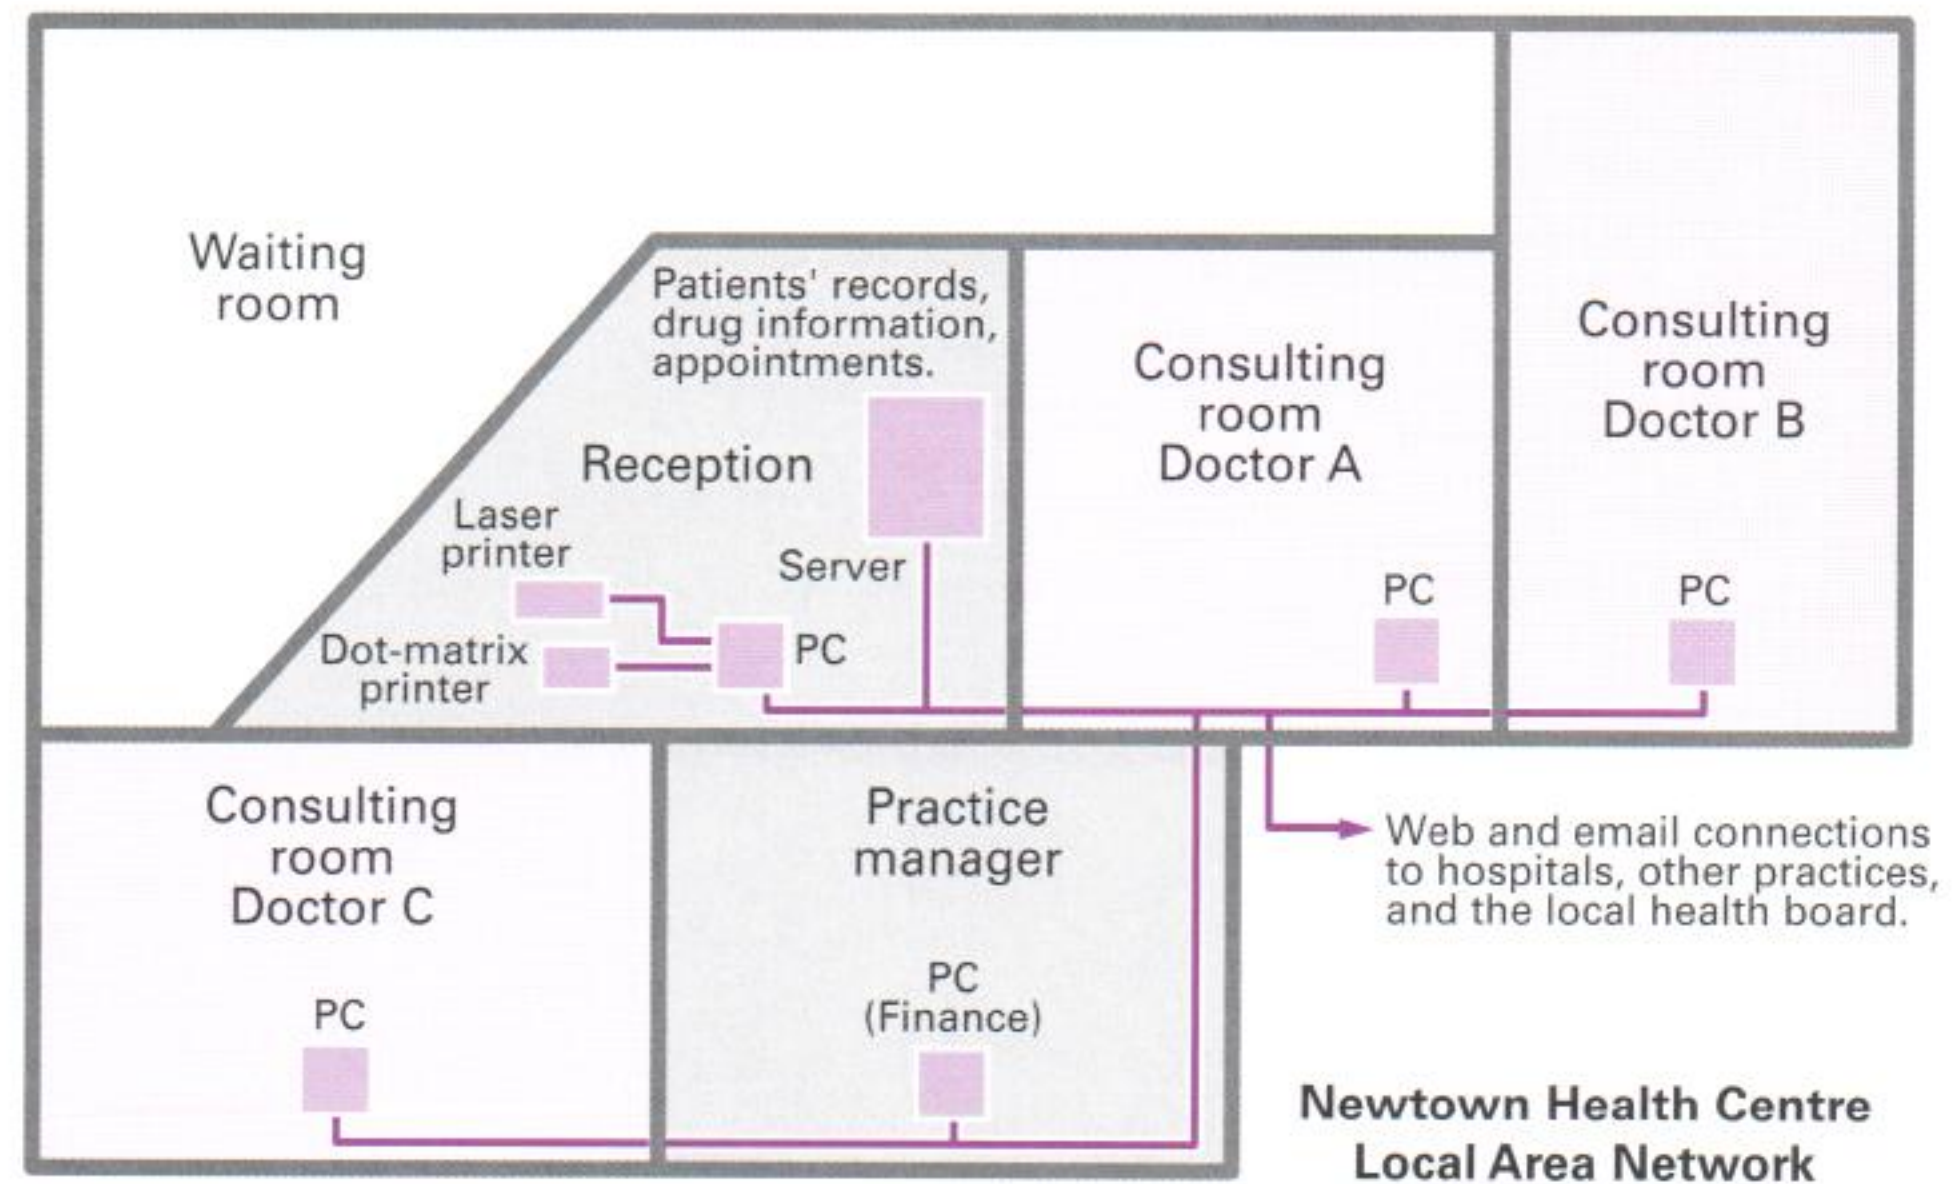 Waiting
room
Patients' records,
drug information,
appointments.
Reception
Laser
printer
Server
Dot-matrix
printer
PC
Consulting
room
Doctor A
PC
Consulting
room
Doctor B
PC
Consulting
room
Doctor C
PC
Practice
manager
PC
(Finance)
Web and email connections
to hospitals, other practices,
and the local health board.
Newtown Health Centre
Local Area Network